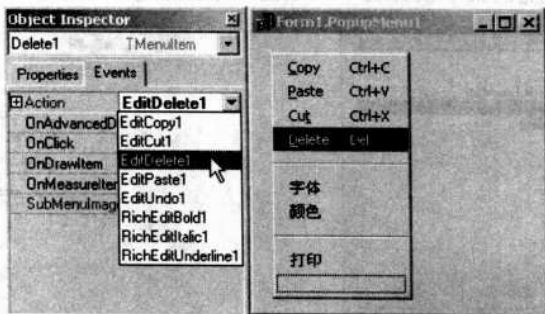 Object Inspector
Delete1 TMenuItem
Properties Events
Action EditDelete1
OnAdvancedD EditCopy1
OnClick EditCut1
OnDrawItem EditDelete1
OnMeasureIter EditPaste1
SubMenuImag EditUndo1
RichEditBold1
RichEditItalic1
RichEditUnderline1
Form1.PopupMenu1
Copy Ctrl+C
Paste Ctrl+V
Cut Ctrl+X
Delete Del
字体
颜色
打印